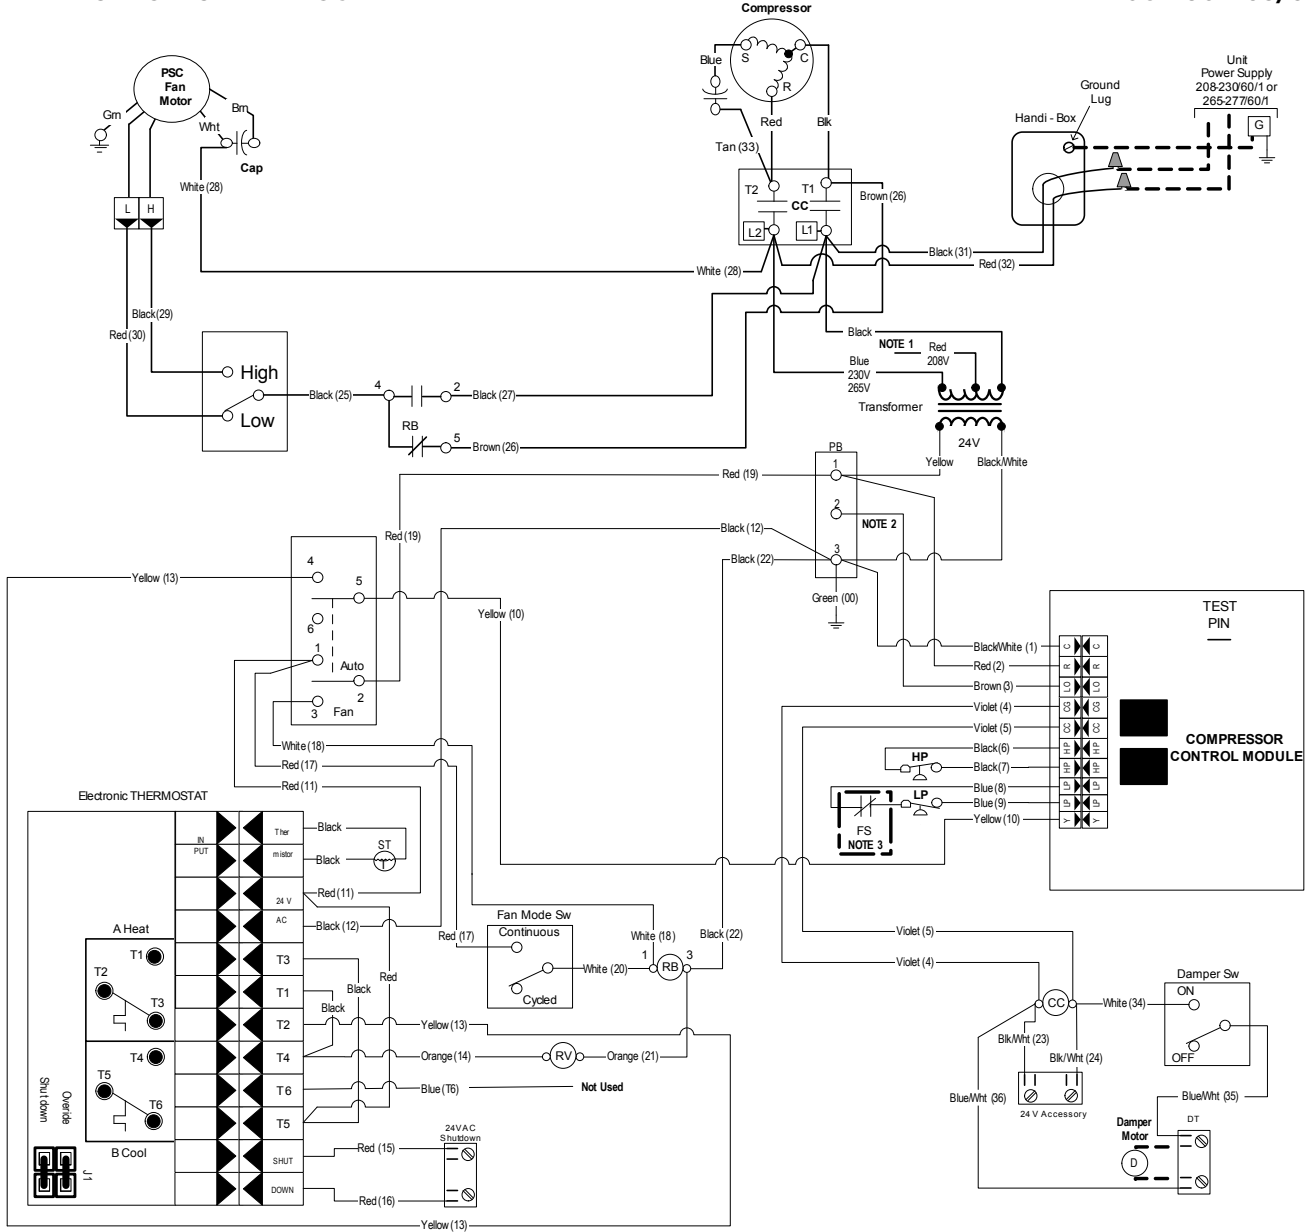 Compressor
S
C
R
Blue
Red
Blk
Tan (33)
PSC
Fan
Motor
Grn
Brn
Wht
Cap
White (28)
L
H
T2
T1
CC
L2
L1
Brown (26)
Unit
Power Supply
208-230/60/1 or
265-277/60/1
Ground
Lug
Handi - Box
G
Black (31)
Red (32)
White (28)
Black(29)
Red (30)
High
Low
Black (25)
4
2
Black (27)
RB
5
Brown (26)
Black
NOTE 1
Red
208V
Blue
230V
265V
Transformer
24V
Yellow
Black/White
PB
1
2
3
NOTE 2
Red (19)
Red (19)
Black (12)
Black (22)
Green (00)
Yellow (13)
4
5
6
1
Auto
2
3
Fan
Yellow (10)
White (18)
Red (17)
Red (11)
TEST
PIN
Black/White (1)
C
C
Red (2)
R
R
Brown (3)
LO
LO
Violet (4)
CG
CG
Violet (5)
CC
CC
Black(6)
HP
HP
Black(7)
HP
HP
Blue (8)
LP
LP
Blue (9)
LP
LP
Yellow (10)
Y
Y
HP
LP
FS
NOTE 3
COMPRESSOR
CONTROL MODULE
Electronic THERMOSTAT
IN
PUT
Ther
mistor
24 V
AC
T3
T1
T2
T4
T6
T5
SHUT
DOWN
Black
Black
ST
Red (11)
Black (12)
Red
Black
Black
Yellow (13)
Orange (14)
RV
Orange (21)
Blue (T6)
Not Used
Red (15)
Red (16)
24VAC
Shutdown
Yellow (13)
A Heat
T1
T2
T3
T4
T5
T6
B Cool
Override
Shutdown
J1
Red (17)
Fan Mode Sw
Continuous
Cycled
White (20)
White (18)
1
RB
3
Black (22)
Violet (5)
Violet (4)
CC
White (34)
Damper Sw
ON
OFF
Blk/Wht (23)
Blk/Wht (24)
Blue/Wht (36)
24 V Accessory
Blue/Wht (35)
DT
Damper
Motor
D